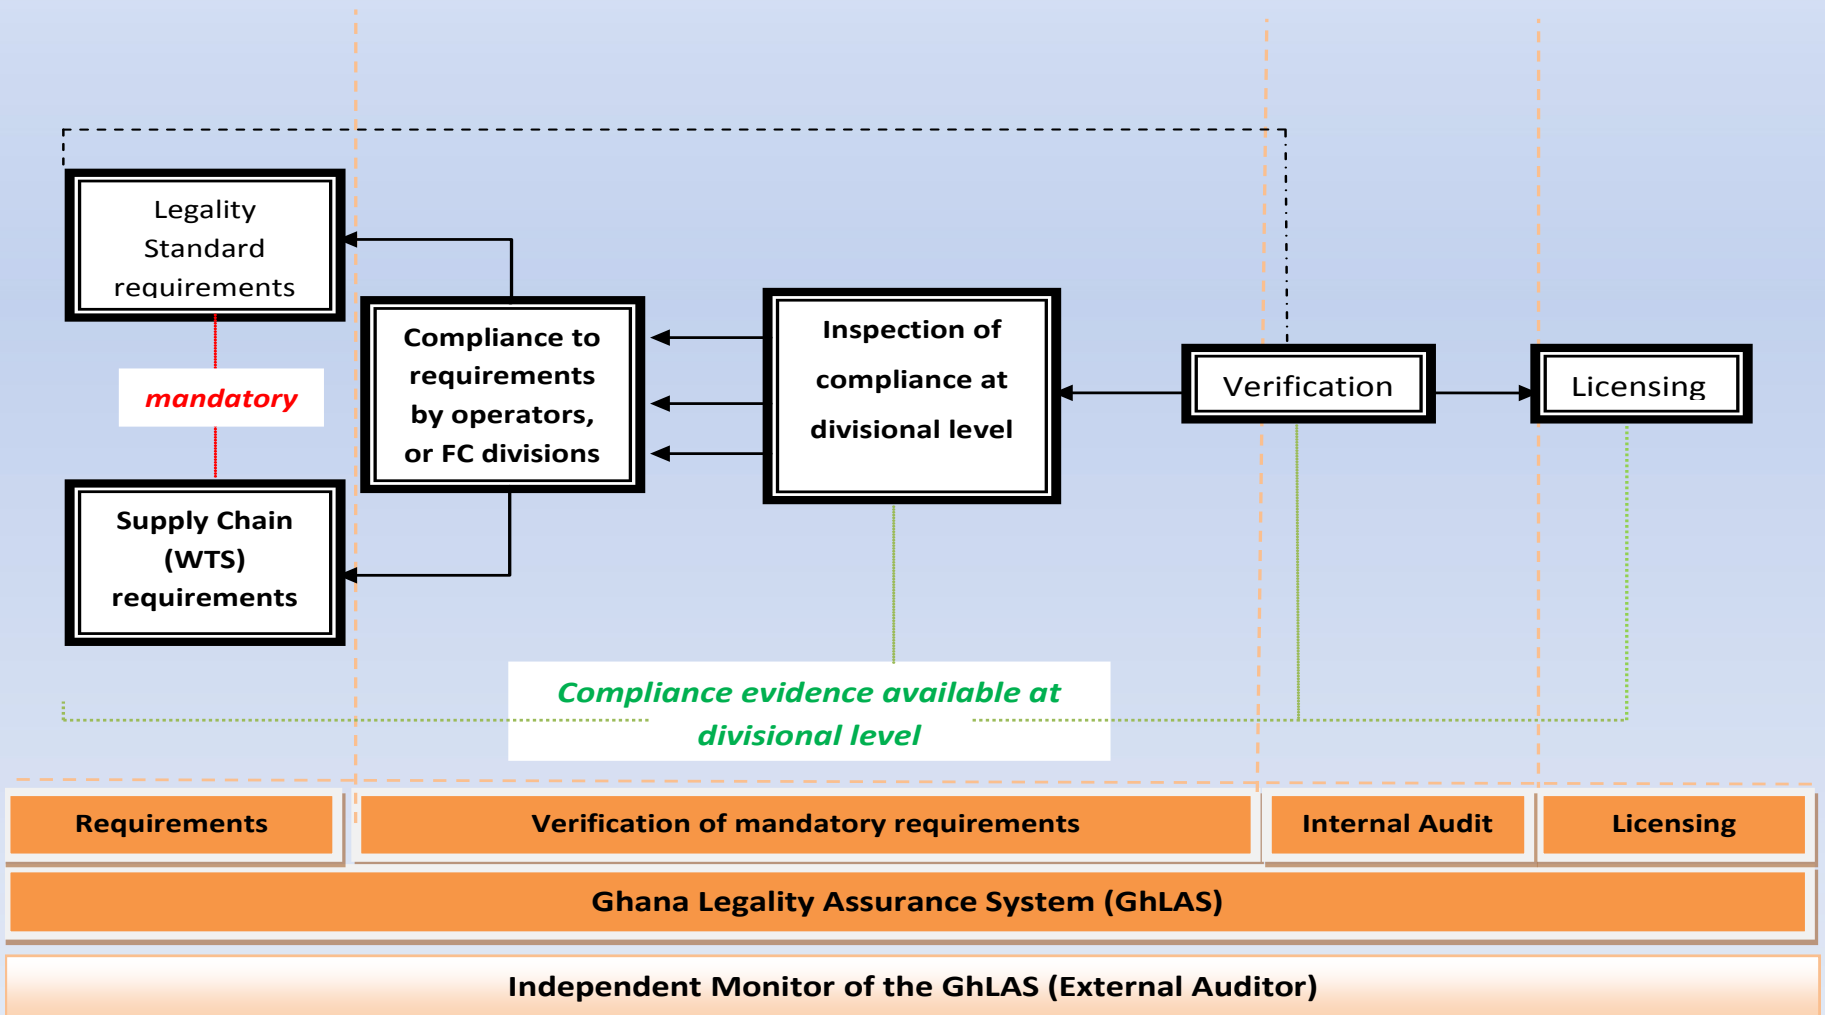 Legality
Standard
requirements
mandatory
Supply Chain
(WTS)
requirements
Compliance to
requirements
by operators,
or FC divisions
Inspection of
compliance at
divisional level
Verification
Licensing
Compliance evidence available at
divisional level
Requirements
Verification of mandatory requirements
Internal Audit
Licensing
Ghana Legality Assurance System (GhLAS)
Independent Monitor of the GhLAS (External Auditor)